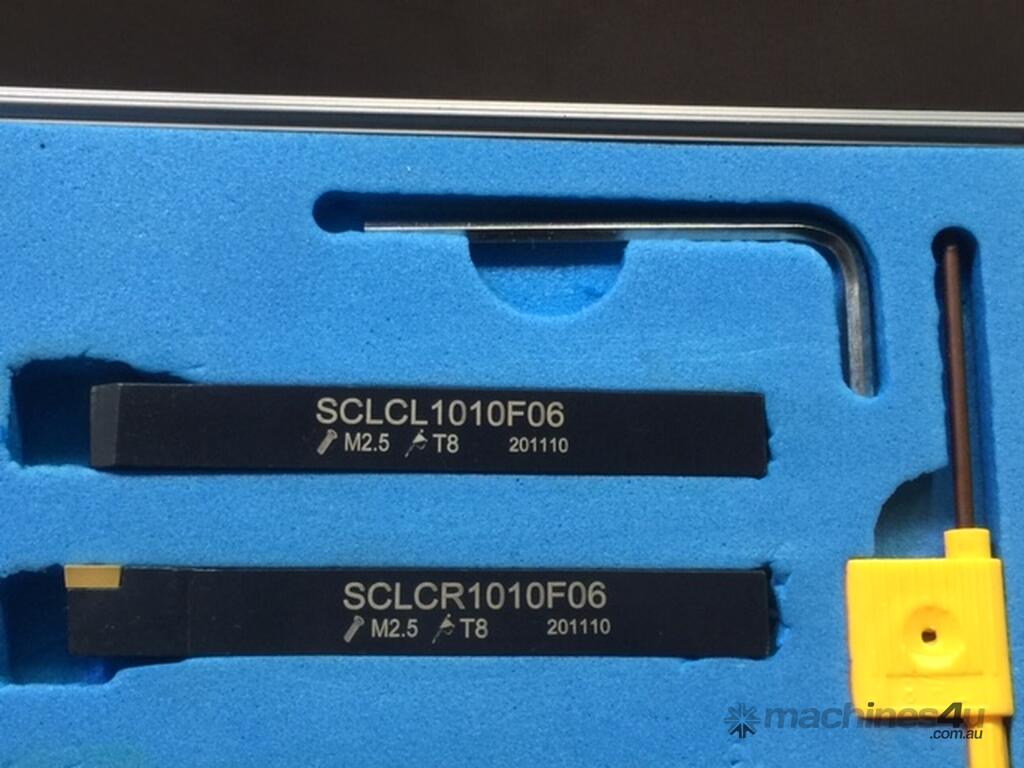 SCLCL1010F06
M2.5 T8 201110
SCLCR1010F06
M2.5 T8 201110
machines4u
.com.au